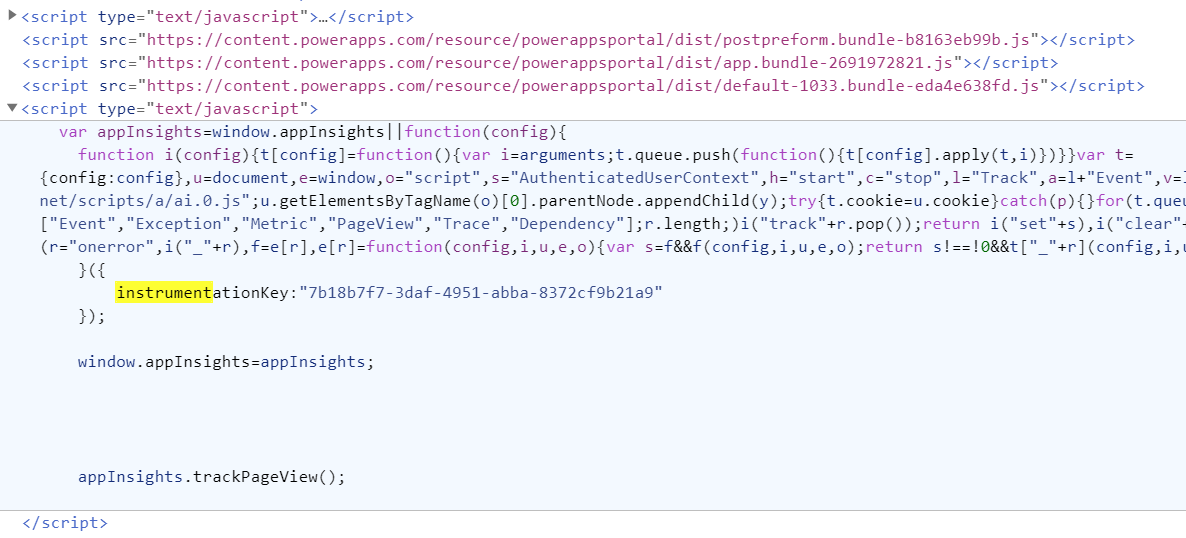 <script type="text/javascript">…</script>
<script src="https://content.powerapps.com/resource/powerappsportal/dist/postpreform.bundle-b8163eb99b.js"></script>
<script src="https://content.powerapps.com/resource/powerappsportal/dist/app.bundle-2691972821.js"></script>
<script src="https://content.powerapps.com/resource/powerappsportal/dist/default-1033.bundle-eda4e638fd.js"></script>
<script type="text/javascript">
var appInsights=window.appInsights||function(config){
function i(config){t[config]=function(){var i=arguments;t.queue.push(function(){t[config].apply(t,i)})}}var t=
{config:config},u=document,e=window,o="script",s="AuthenticatedUserContext",h="start",c="stop",l="Track",a=l+"Event",v=l
net/scripts/a/ai.0.js";u.getElementsByTagName(o)[0].parentNode.appendChild(y);try{t.cookie=u.cookie}catch(p){}for(t.queu
["Event","Exception","Metric","PageView","Trace","Dependency"];r.length;)i("track"+r.pop());return i("set"+s),i("clear"+
(r="onerror",i("_"+r),f=e[r],e[r]=function(config,i,u,e,o){var s=f&&f(config,i,u,e,o);return s!==!0&&t["_"+r](config,i,u
}({
instrumentationKey:"7b18b7f7-3daf-4951-abba-8372cf9b21a9"
});
window.appInsights=appInsights;
appInsights.trackPageView();
</script>